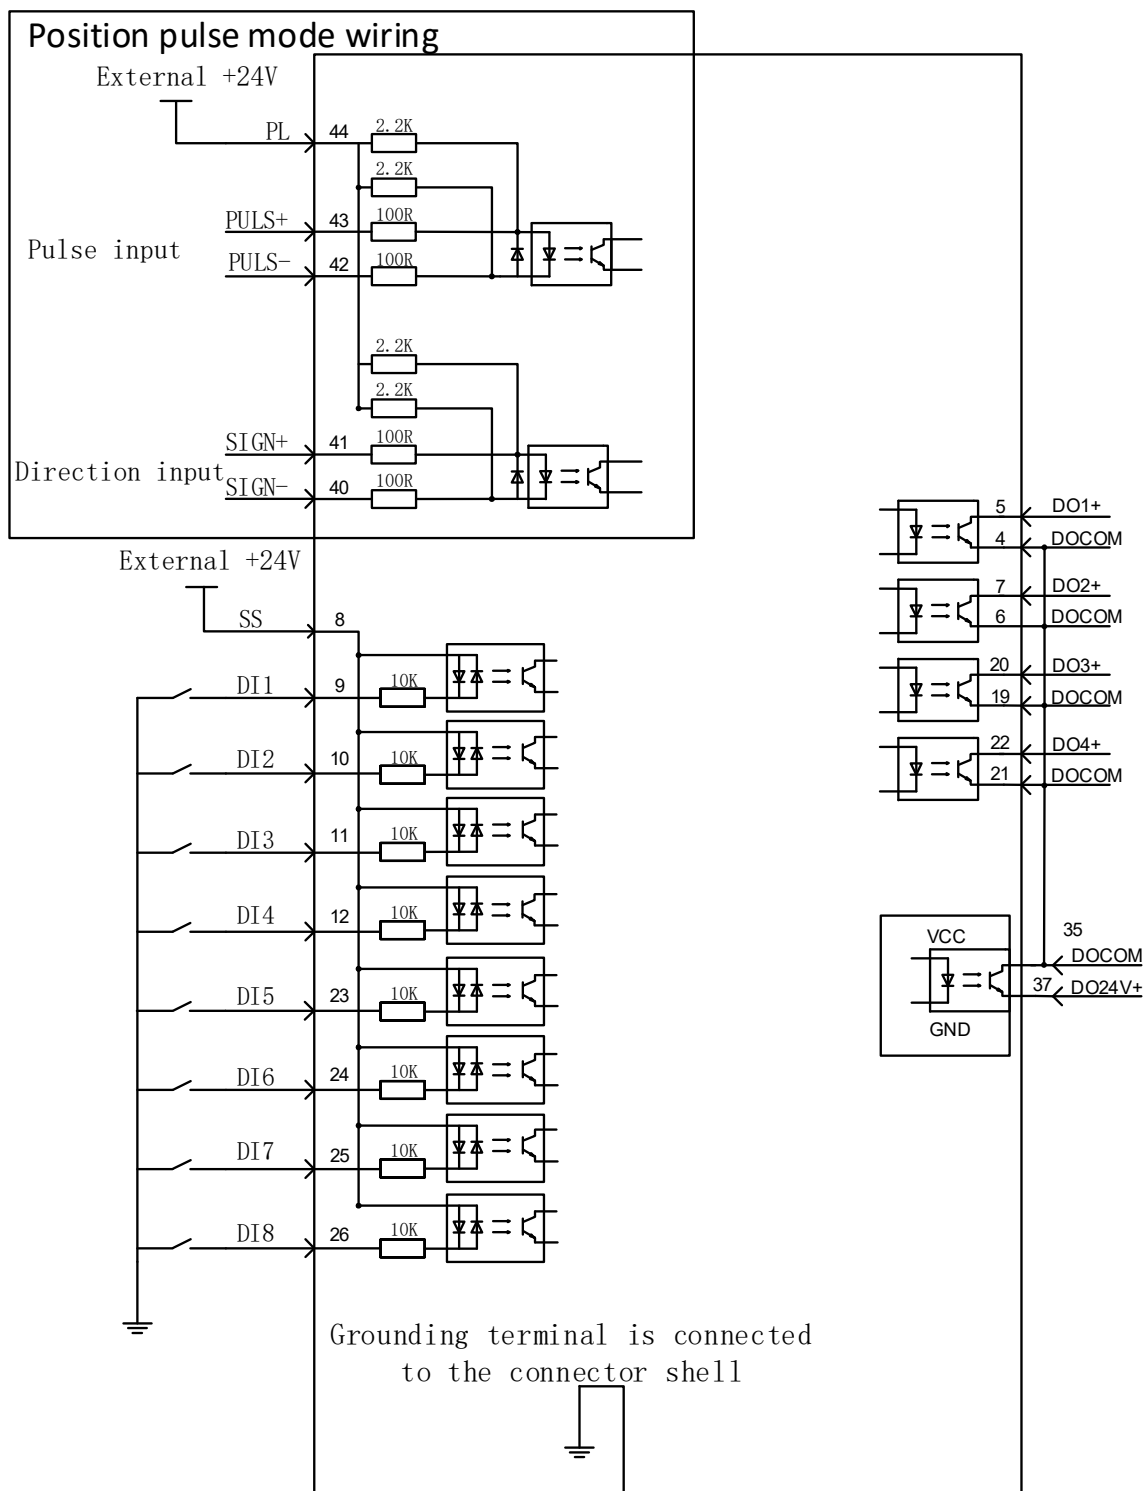 Position pulse mode wiring
External +24V
PL 44 2.2K
2.2K
PULS+ 43 100R
Pulse input
PULS- 42 100R
2.2K
2.2K
SIGN+ 41 100R
Direction input
SIGN- 40 100R
External +24V
SS 8
DI1 9 10K
DI2 10 10K
DI3 11 10K
DI4 12 10K
DI5 23 10K
DI6 24 10K
DI7 25 10K
DI8 26 10K
5 DO1+
4 DOCOM
7 DO2+
6 DOCOM
20 DO3+
19 DOCOM
22 DO4+
21 DOCOM
VCC 35
DOCOM
37 DO24V+
GND
Grounding terminal is connected
to the connector shell